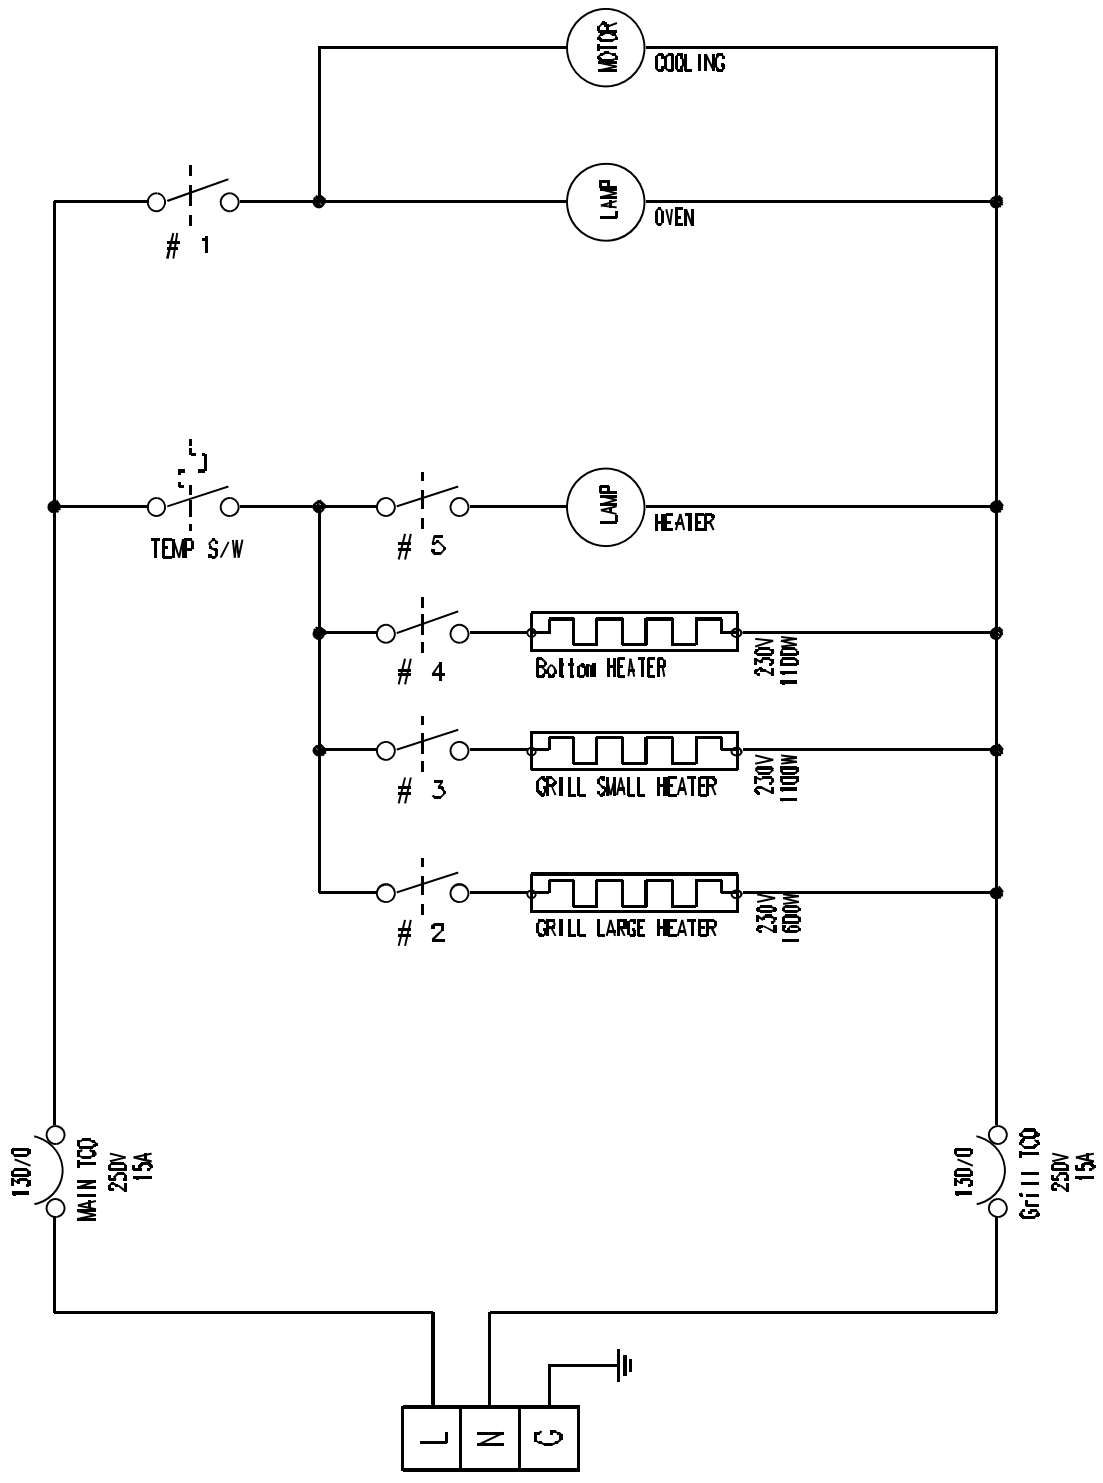 MOTOR
COOLING
LAMP
OVEN
# 1
TEMP S/W
# 5
LAMP
HEATER
# 4
Bottom HEATER
230V
1100W
# 3
GRILL SMALL HEATER
230V
1100W
# 2
GRILL LARGE HEATER
230V
1600W
130/0
MAIN TCO
250V
15A
130/0
Grill TCO
250V
15A
L
N
G